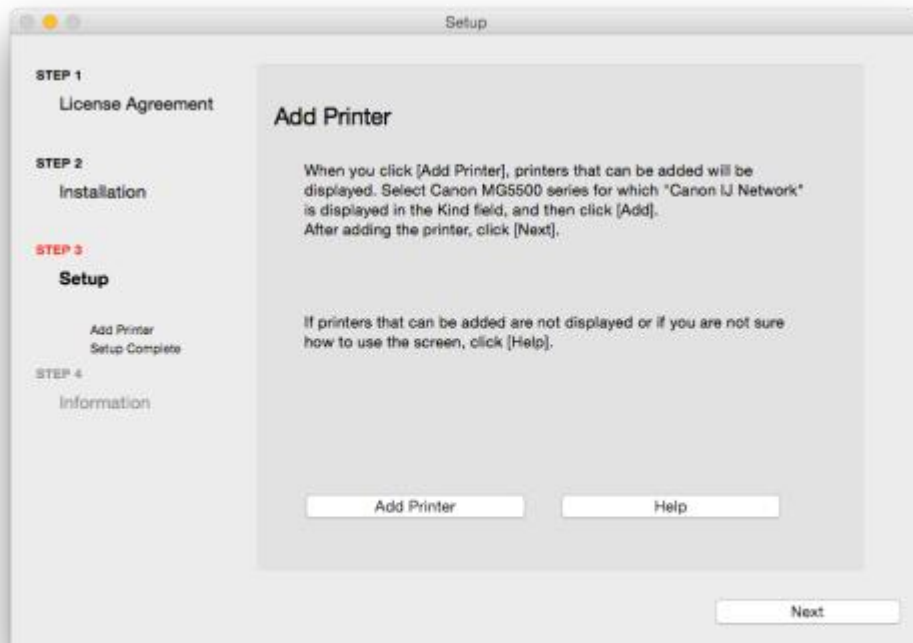 Setup
STEP 1
License Agreement
STEP 2
Installation
STEP 3
Setup
Add Printer
Setup Complete
STEP 4
Information
Add Printer
When you click [Add Printer], printers that can be added will be
displayed. Select Canon MG5500 series for which "Canon IJ Network"
is displayed in the Kind field, and then click [Add].
After adding the printer, click [Next].
If printers that can be added are not displayed or if you are not sure
how to use the screen, click [Help].
Add Printer
Help
Next